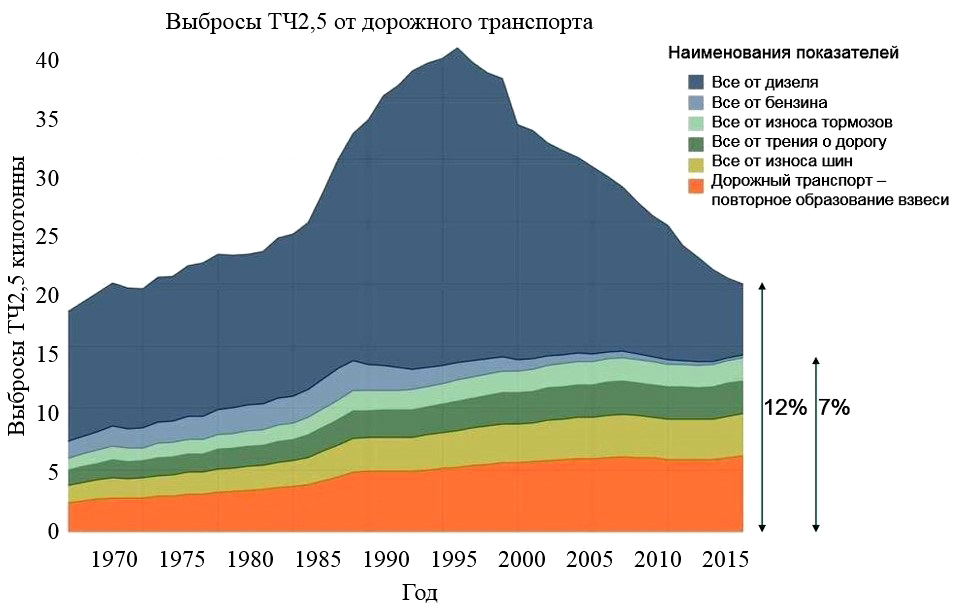 Выбросы ТЧ2,5 от дорожного транспорта
Наименования показателей
Все от дизеля
Все от бензина
Все от износа тормозов
Все от трения о дорогу
Все от износа шин
Дорожный транспорт –
повторное образование взвеси
Выбросы ТЧ2,5 килотонны
40
35
30
25
20
15
10
5
0
12% 7%
1970 1975 1980 1985 1990 1995 2000 2005 2010 2015
Год